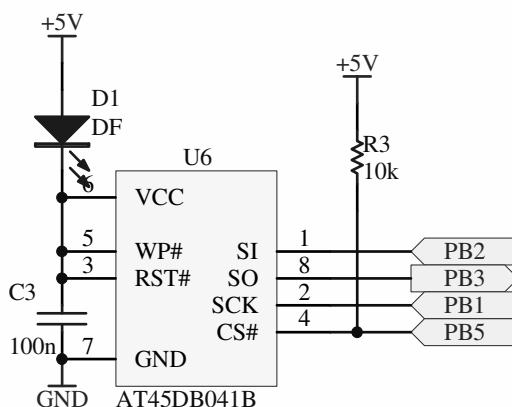 +5V
+5V
D1
DF
R3
10k
U6
6 VCC
5 WP# SI 1 PB2
3 RST# SO 8 PB3
C3 SCK 2 PB1
100n CS# 4 PB5
7 GND
GND AT45DB041B